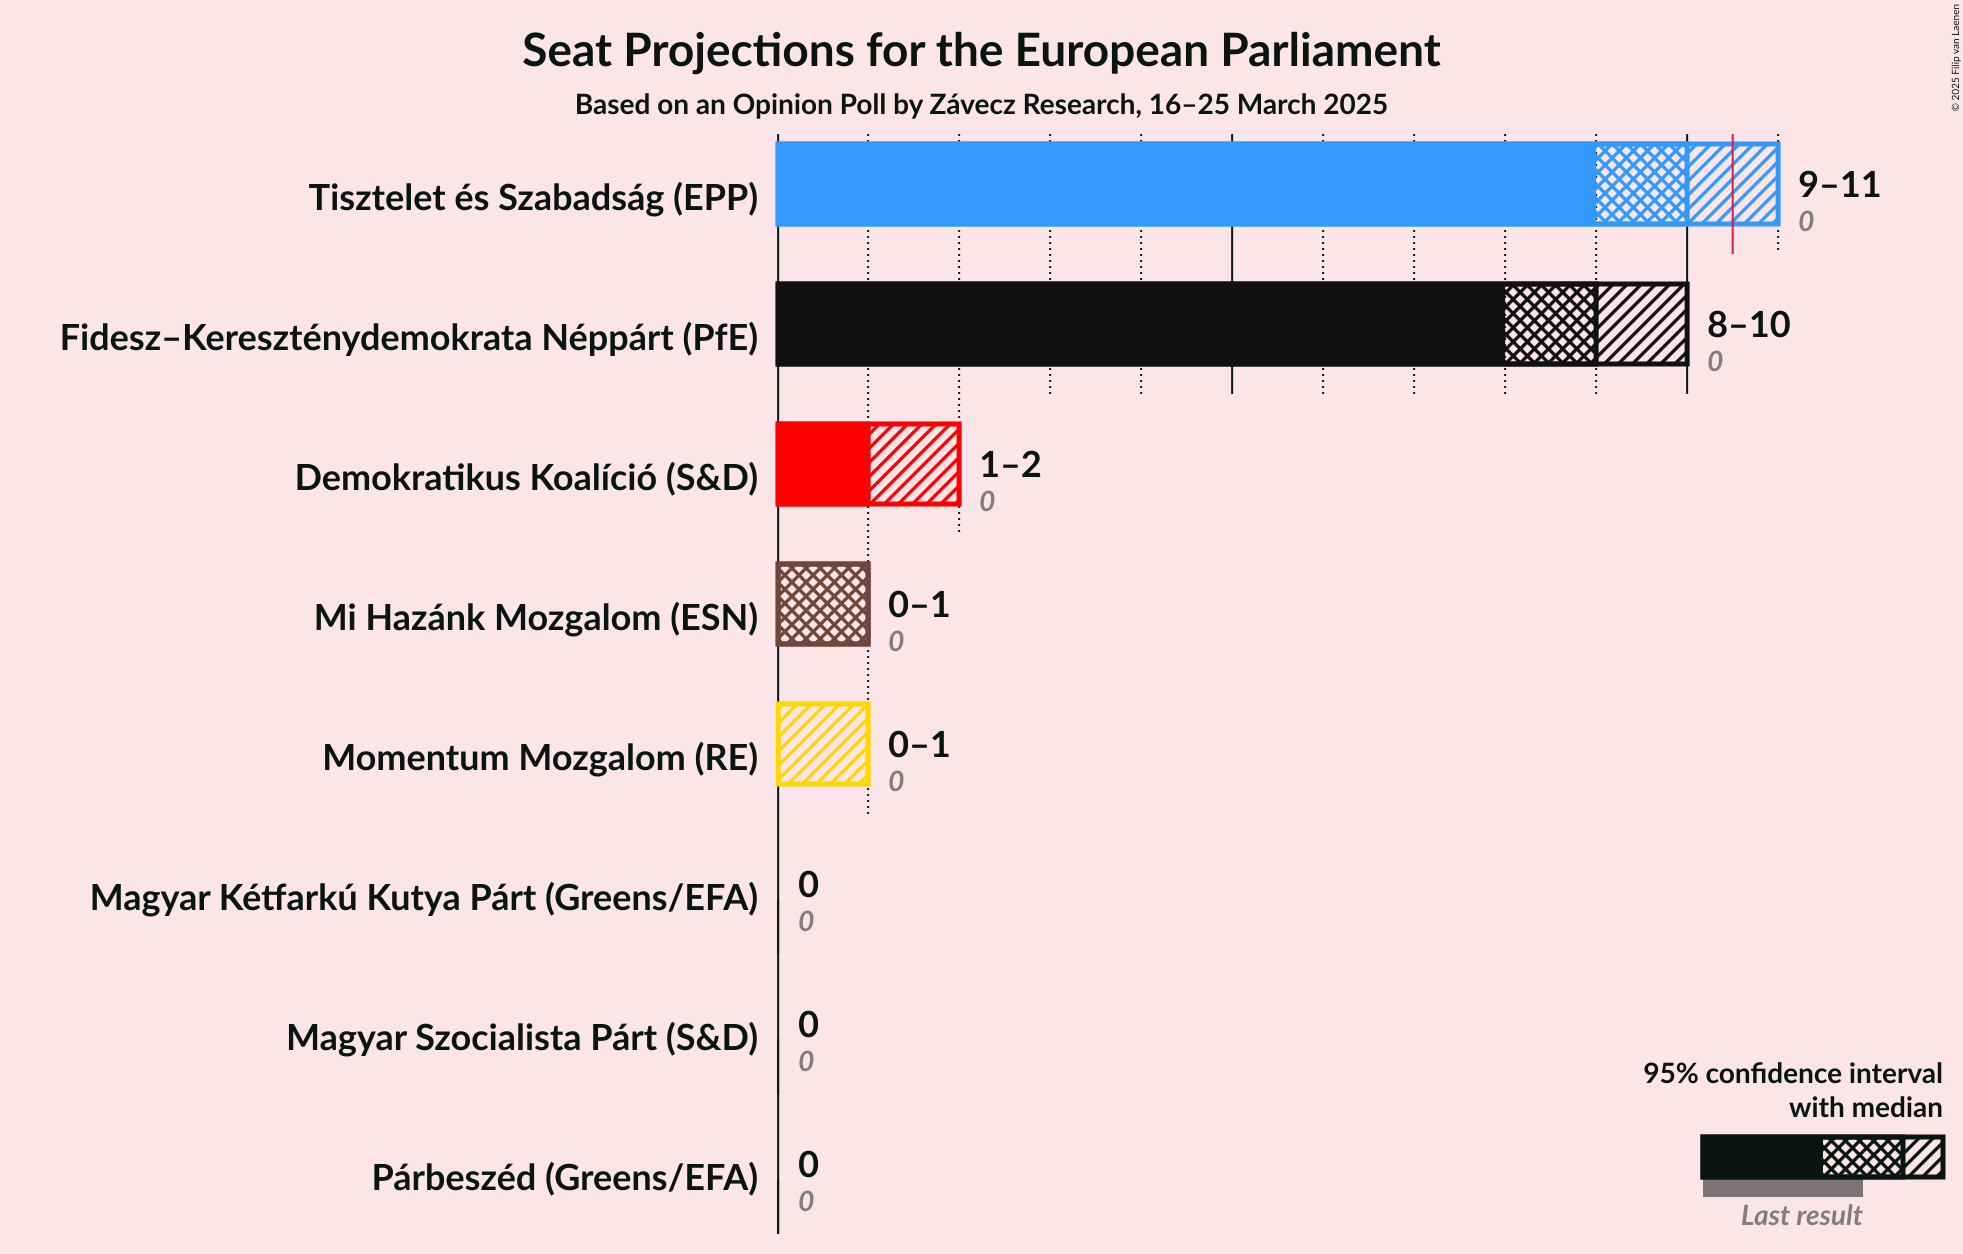 Seat Projections for the European Parliament
Based on an Opinion Poll by Závecz Research, 16–25 March 2025
© 2025 Filip van Laenen
Tisztelet és Szabadság (EPP)
9–11
0
Fidesz–Kereszténydemokrata Néppárt (PfE)
8–10
0
Demokratikus Koalíció (S&D)
1–2
0
Mi Hazánk Mozgalom (ESN)
0–1
0
Momentum Mozgalom (RE)
0–1
0
Magyar Kétfarkú Kutya Párt (Greens/EFA)
0
0
Magyar Szocialista Párt (S&D)
0
0
Párbeszéd (Greens/EFA)
0
0
95% confidence interval
with median
Last result